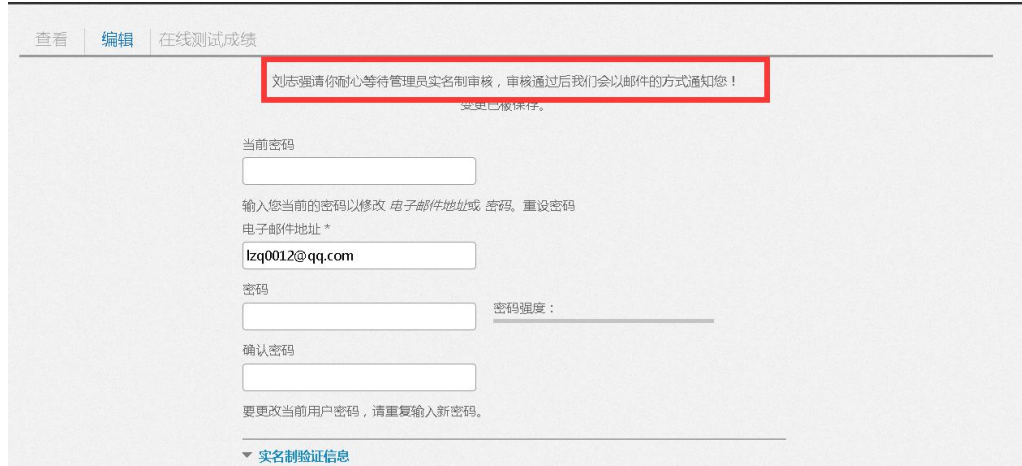 查看 编辑 在线测试成绩
刘志强请你耐心等待管理员实名制审核，审核通过后我们会以邮件的方式通知您！
变更已被保存。
当前密码
输入您当前的密码以修改 电子邮件地址或 密码。重设密码
电子邮件地址 *
lzq0012@qq.com
密码
密码强度：
确认密码
要更改当前用户密码，请重复输入新密码。
实名制验证信息